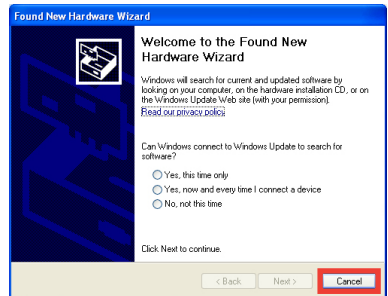 Found New Hardware Wizard
Welcome to the Found New
Hardware Wizard
Windows will search for current and updated software by
looking on your computer, on the hardware installation CD, or on
the Windows Update Web site (with your permission).
Read our privacy policy
Can Windows connect to Windows Update to search for
software?
Yes, this time only
Yes, now and every time I connect a device
No, not this time
Click Next to continue.
< Back
Next >
Cancel